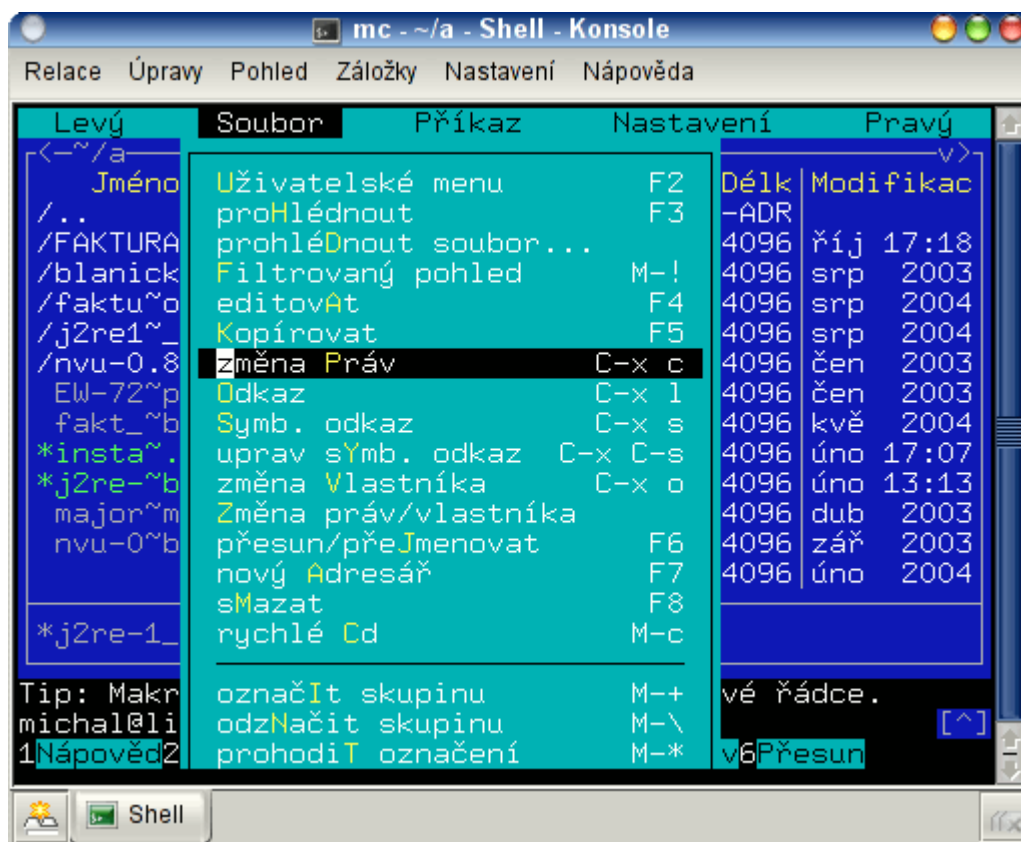 mc - ~/a - Shell - Konsole
Relace Úpravy Pohled Záložky Nastavení Nápověda
Levý Soubor Příkaz Nastavení Pravý
<-~/a v>
Jméno Uživatelské menu F2 Délk Modifikac
/.. proHlédnout F3 -ADR
/FAKTURA prohléDnout soubor... 4096 říj 17:18
/blanick Filtrovaný pohled M-! 4096 srp 2003
/faktu~o editovAt F4 4096 srp 2004
/j2re1~_ Kopírovat F5 4096 srp 2004
/nvu-0.8 změna Práv C-x c 4096 čen 2003
EW-72~p Odkaz C-x l 4096 čen 2003
fakt_~b Symb. odkaz C-x s 4096 kvě 2004
*insta~. uprav sYmb. odkaz C-x C-s 4096 úno 17:07
*j2re-~b změna Vlastníka C-x o 4096 úno 13:13
major~m Změna práv/vlastníka 4096 dub 2003
nvu-0~b přesun/přeJmenovat F6 4096 zář 2003
nový Adresář F7 4096 úno 2004
sMazat F8
*j2re-1_ rychlé Cd M-c
Tip: Makr označIt skupinu M-+ vé řádce.
michal@li odzNačit skupinu M-\ [^]
1Nápověd2 prohodiT označení M-* v6Přesun
Shell